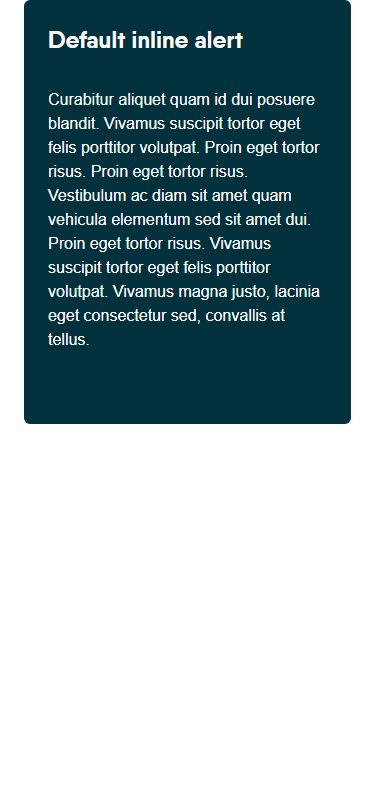 Default inline alert
Curabitur aliquet quam id dui posuere
blandit. Vivamus suscipit tortor eget
felis porttitor volutpat. Proin eget tortor
risus. Proin eget tortor risus.
Vestibulum ac diam sit amet quam
vehicula elementum sed sit amet dui.
Proin eget tortor risus. Vivamus
suscipit tortor eget felis porttitor
volutpat. Vivamus magna justo, lacinia
eget consectetur sed, convallis at
tellus.